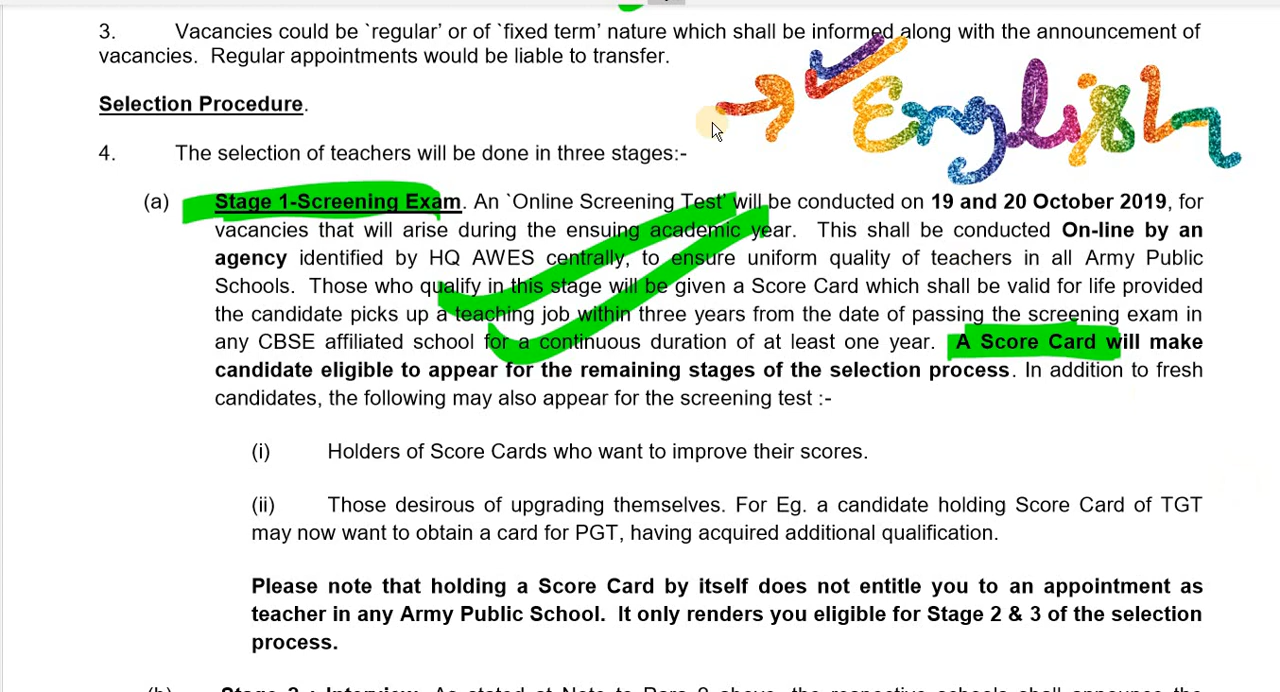 3. Vacancies could be `regular' or of `fixed term' nature which shall be informed along with the announcement of
vacancies. Regular appointments would be liable to transfer.
English
Selection Procedure.
4. The selection of teachers will be done in three stages:-
(a) Stage 1-Screening Exam. An `Online Screening Test' will be conducted on 19 and 20 October 2019, for
vacancies that will arise during the ensuing academic year. This shall be conducted On-line by an
agency identified by HQ AWES centrally, to ensure uniform quality of teachers in all Army Public
Schools. Those who qualify in this stage will be given a Score Card which shall be valid for life provided
the candidate picks up a teaching job within three years from the date of passing the screening exam in
any CBSE affiliated school for a continuous duration of at least one year. A Score Card will make
candidate eligible to appear for the remaining stages of the selection process. In addition to fresh
candidates, the following may also appear for the screening test :-
(i) Holders of Score Cards who want to improve their scores.
(ii) Those desirous of upgrading themselves. For Eg. a candidate holding Score Card of TGT
may now want to obtain a card for PGT, having acquired additional qualification.
Please note that holding a Score Card by itself does not entitle you to an appointment as
teacher in any Army Public School. It only renders you eligible for Stage 2 & 3 of the selection
process.